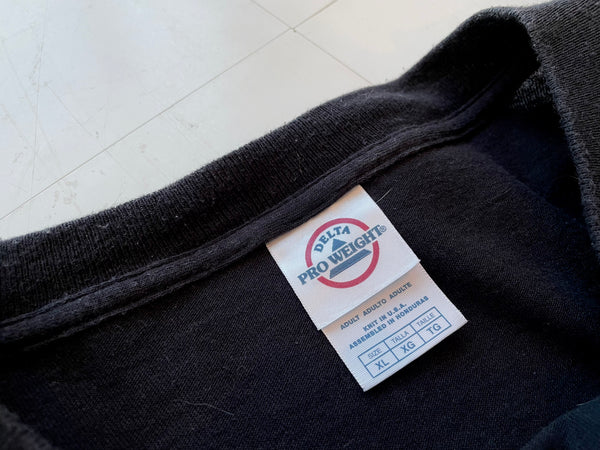 DELTA
PRO WEIGHT®
ADULT ADULTO ADULTE
KNIT IN U.S.A.
ASSEMBLED IN HONDURAS
SIZE TALLA TAILLE
XL XG TG